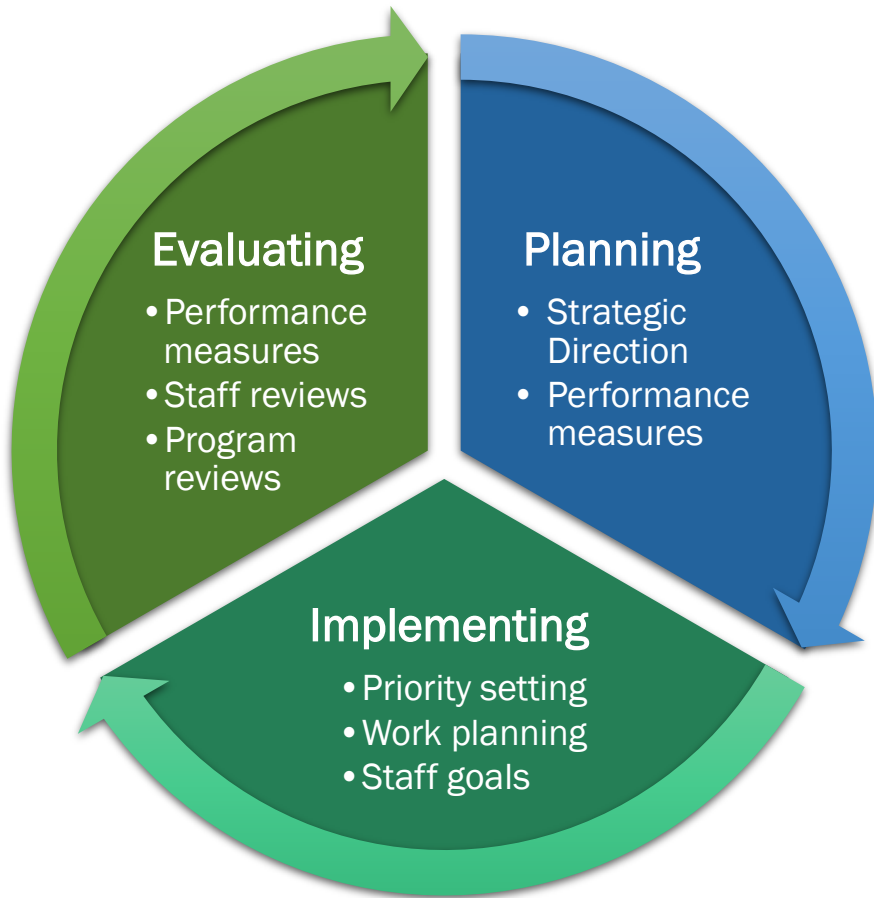 Evaluating
• Performance
measures
• Staff reviews
• Program
reviews
Planning
• Strategic
Direction
• Performance
measures
Implementing
• Priority setting
• Work planning
• Staff goals